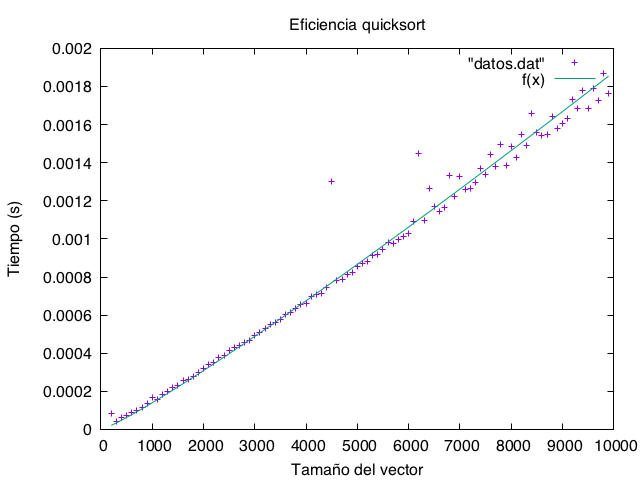 Eficiencia quicksort
"datos.dat"
f(x)
0.002
0.0018
0.0016
0.0014
0.0012
0.001
0.0008
0.0006
0.0004
0.0002
0
Tiempo (s)
0 1000 2000 3000 4000 5000 6000 7000 8000 9000 10000
Tamaño del vector